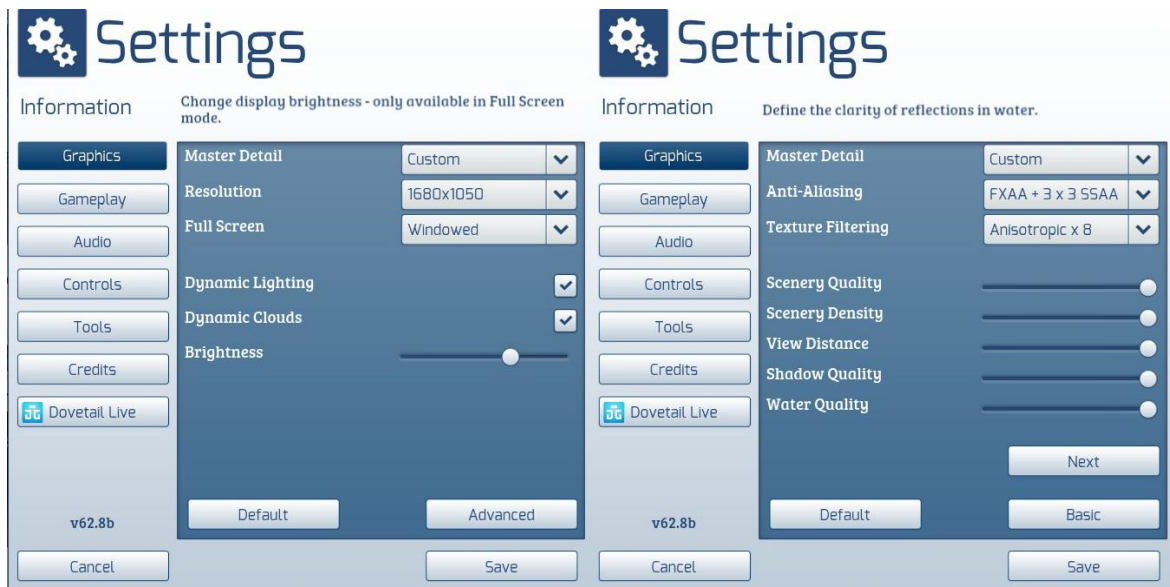 Settings
Information
Change display brightness - only available in Full Screen
mode.
Graphics
Gameplay
Audio
Controls
Tools
Credits
Dovetail Live
v62.8b
Cancel
Master Detail Custom
Resolution 1680x1050
Full Screen Windowed
Dynamic Lighting
Dynamic Clouds
Brightness
Default Advanced
Save
Settings
Information
Define the clarity of reflections in water.
Graphics
Gameplay
Audio
Controls
Tools
Credits
Dovetail Live
v62.8b
Cancel
Master Detail Custom
Anti-Aliasing FXAA + 3 x 3 SSAA
Texture Filtering Anisotropic x 8
Scenery Quality
Scenery Density
View Distance
Shadow Quality
Water Quality
Next
Default Basic
Save